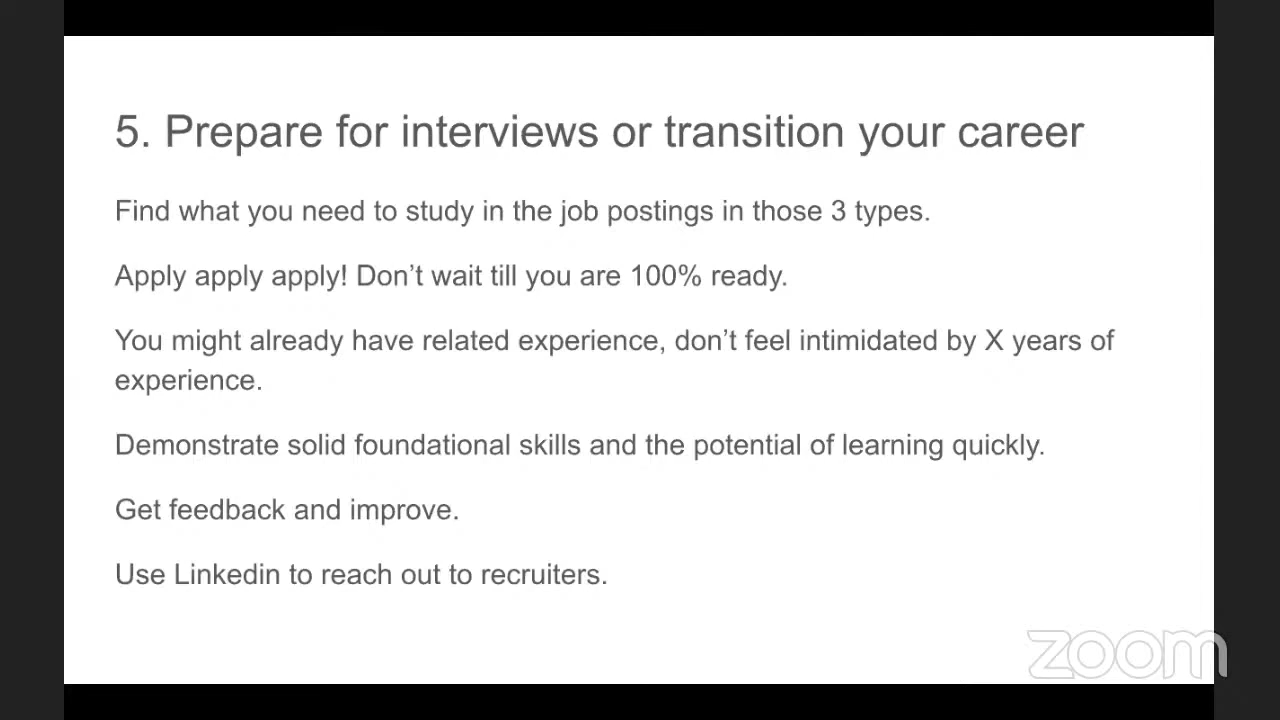 5. Prepare for interviews or transition your career
Find what you need to study in the job postings in those 3 types.
Apply apply apply! Don’t wait till you are 100% ready.
You might already have related experience, don’t feel intimidated by X years of
experience.
Demonstrate solid foundational skills and the potential of learning quickly.
Get feedback and improve.
Use Linkedin to reach out to recruiters.
zoom